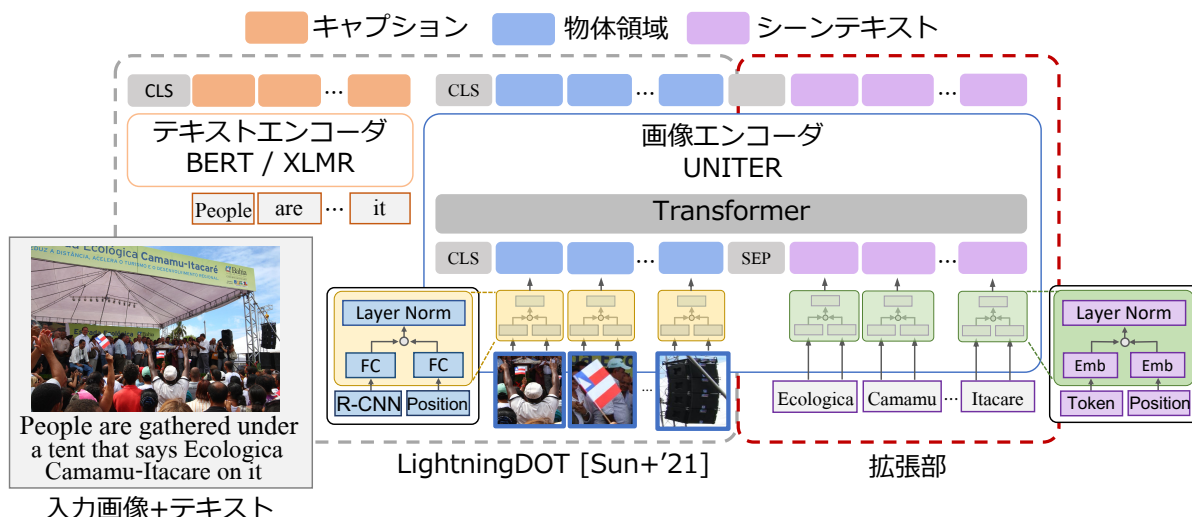 キャプション 物体領域 シーンテキスト
CLS ... CLS ... ...
テキストエンコーダ
BERT / XLMR
画像エンコーダ
UNITER
People are ... it
Transformer
CLS ... SEP ...
Ecológica Camamu-Itacaré
Bahia
Layer Norm
FC FC
R-CNN Position
...
Ecologica Camamu ... Itacare
Layer Norm
Emb Emb
Token Position
People are gathered under
a tent that says Ecologica
Camamu-Itacare on it
入力画像+テキスト
LightningDOT [Sun+'21]
拡張部